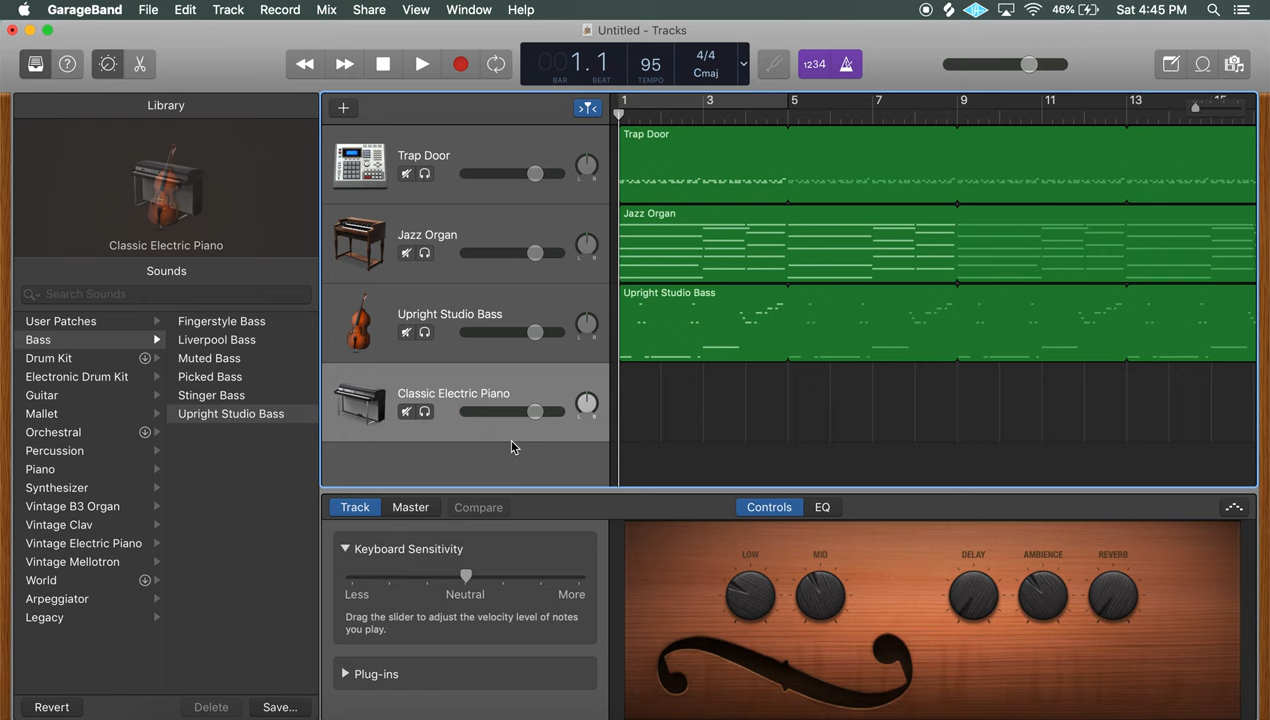 GarageBand File Edit Track Record Mix Share View Window Help 46% Sat 4:45 PM
Untitled - Tracks
001. 1 95 4/4 Cmaj
BAR BEAT TEMPO
1234
Library
Classic Electric Piano
Sounds
Search Sounds
User Patches
Bass
Drum Kit
Electronic Drum Kit
Guitar
Mallet
Orchestral
Percussion
Piano
Synthesizer
Vintage B3 Organ
Vintage Clav
Vintage Electric Piano
Vintage Mellotron
World
Arpeggiator
Legacy
Fingerstyle Bass
Liverpool Bass
Muted Bass
Picked Bass
Stinger Bass
Upright Studio Bass
Revert Delete Save...
1 3 5 7 9 11 13 15
Trap Door
L R
Jazz Organ
L R
Upright Studio Bass
L R
Classic Electric Piano
L R
Trap Door
Jazz Organ
Upright Studio Bass
Track Master Compare
Controls EQ
Keyboard Sensitivity
Less Neutral More
Drag the slider to adjust the velocity level of notes
you play.
Plug-ins
LOW MID DELAY AMBIENCE REVERB